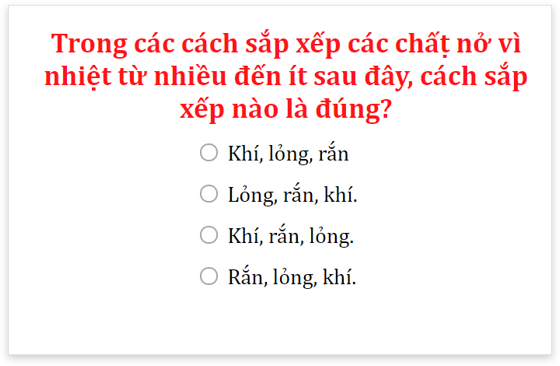 Trong các cách sắp xếp các chất nở vì
nhiệt từ nhiều đến ít sau đây, cách sắp
xếp nào là đúng?
Khí, lỏng, rắn
Lỏng, rắn, khí.
Khí, rắn, lỏng.
Rắn, lỏng, khí.